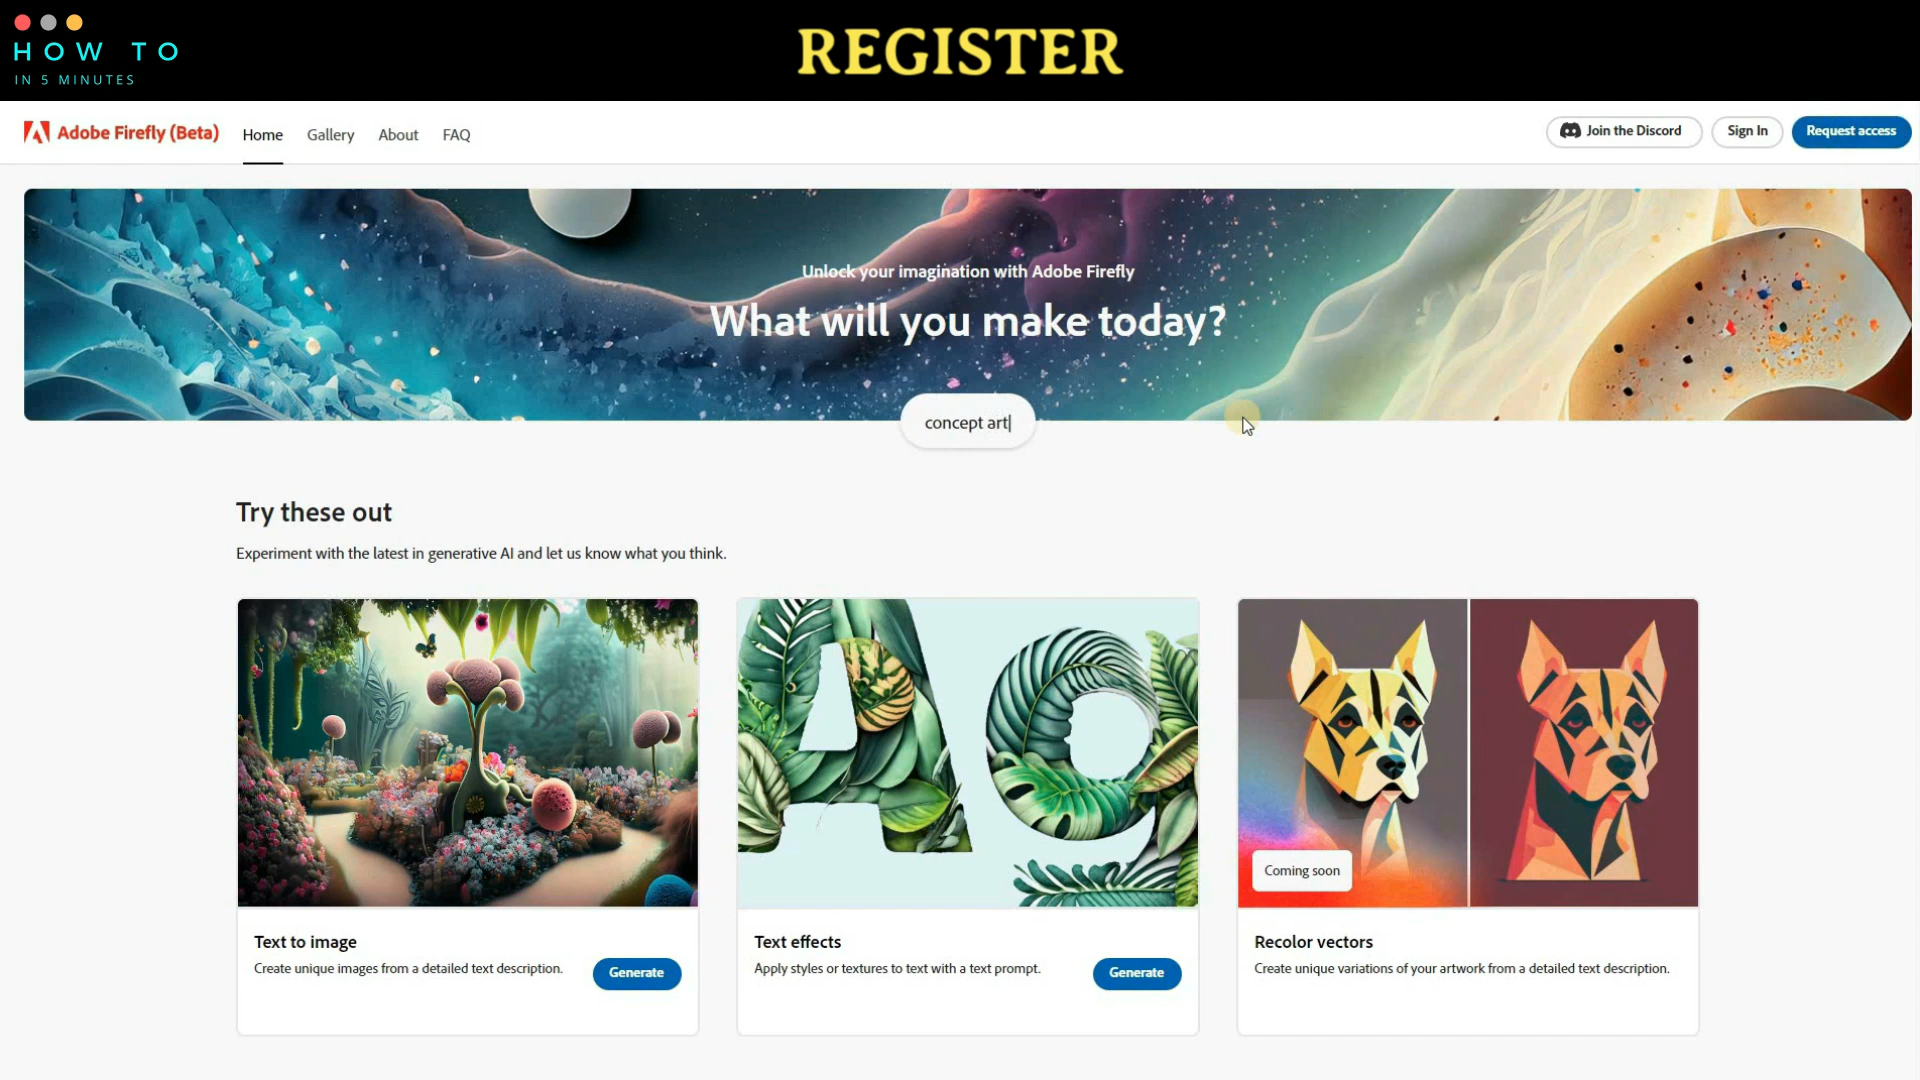 HOW TO
IN 5 MINUTES
REGISTER
Adobe Firefly (Beta)
Home
Gallery
About
FAQ
Join the Discord
Sign In
Request access
Unlock your imagination with Adobe Firefly
What will you make today?
concept art
Try these out
Experiment with the latest in generative AI and let us know what you think.
Ag
Coming soon
Text to image
Create unique images from a detailed text description.
Generate
Text effects
Apply styles or textures to text with a text prompt.
Generate
Recolor vectors
Create unique variations of your artwork from a detailed text description.